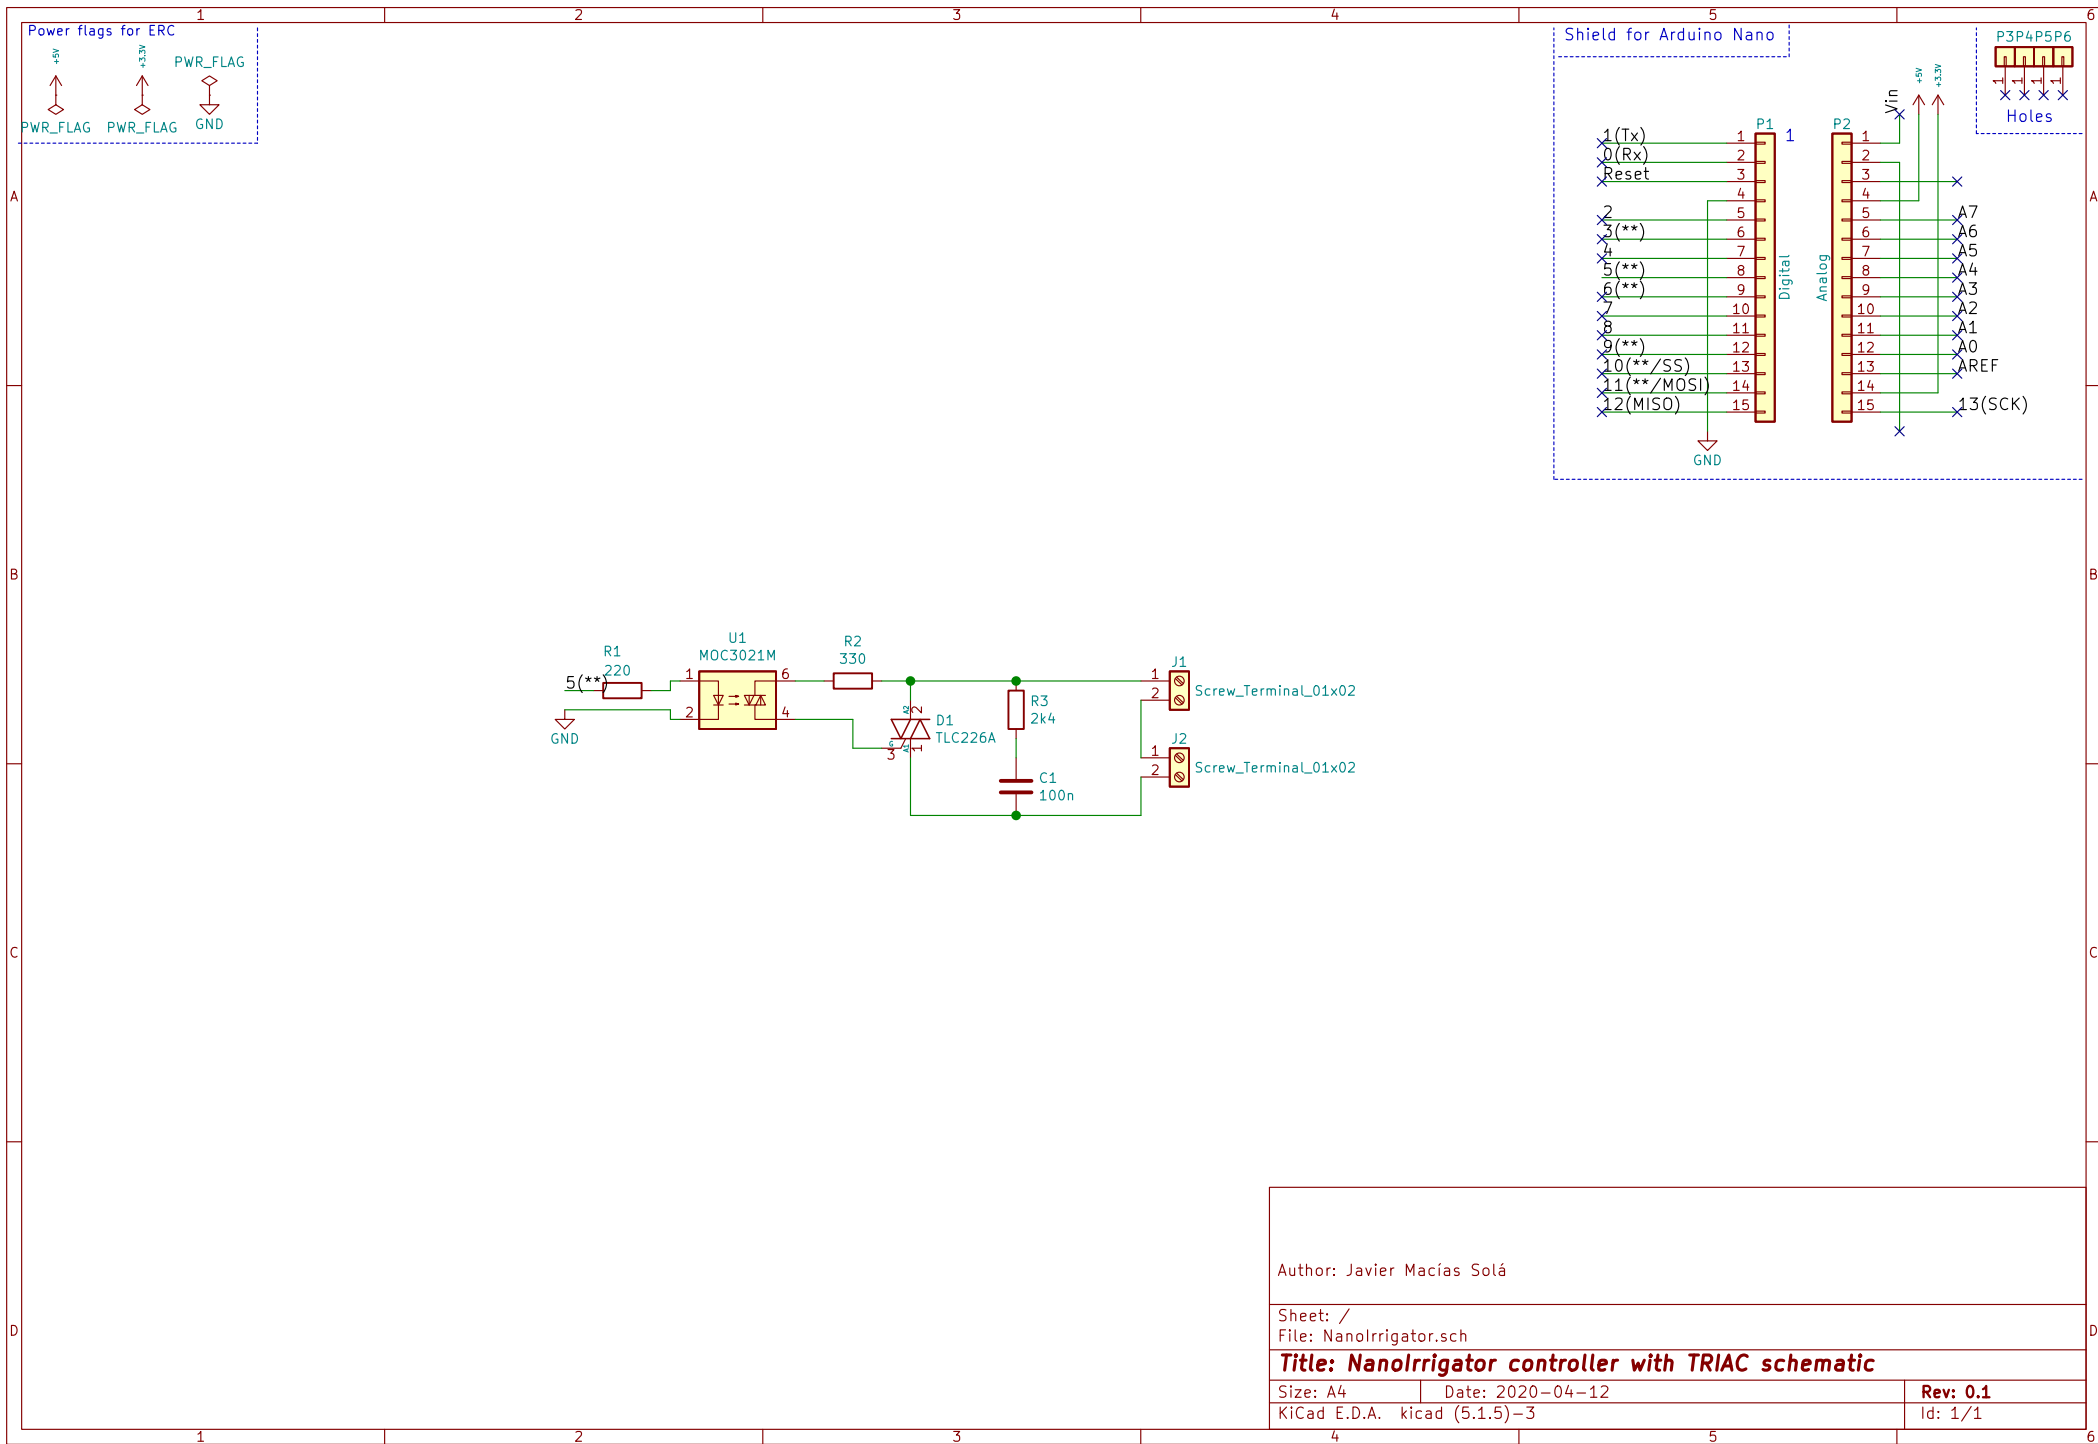 1 2 3 4 5 6
Power flags for ERC
+5V
+3.3V
PWR_FLAG
PWR_FLAG
PWR_FLAG
GND
Shield for Arduino Nano
P3P4P5P6
1 1 1 1
Holes
Vin
+5V
+3.3V
P1
1
P2
1(Tx) 1
0(Rx) 2
Reset 3
4
2 5
3(**) 6
4 7
5(**) 8
6(**) 9
7 10
8 11
9(**) 12
10(**/SS) 13
11(**/MOSI) 14
12(MISO) 15
Digital
Analog
GND
1
2
3
4
5 A7
6 A6
7 A5
8 A4
9 A3
10 A2
11 A1
12 A0
13 AREF
14
15 13(SCK)
A A
B B
C C
D D
5(**)
R1
220
GND
U1
MOC3021M
1
2
6
4
R2
330
D1
TLC226A
A2
2
G
3
A1
1
R3
2k4
C1
100n
J1
1
2
Screw_Terminal_01x02
J2
1
2
Screw_Terminal_01x02
Author: Javier Macías Solá
Sheet: /
File: NanoIrrigator.sch
Title: NanoIrrigator controller with TRIAC schematic
Size: A4 Date: 2020-04-12 Rev: 0.1
KiCad E.D.A. kicad (5.1.5)-3 Id: 1/1
1 2 3 4 5 6